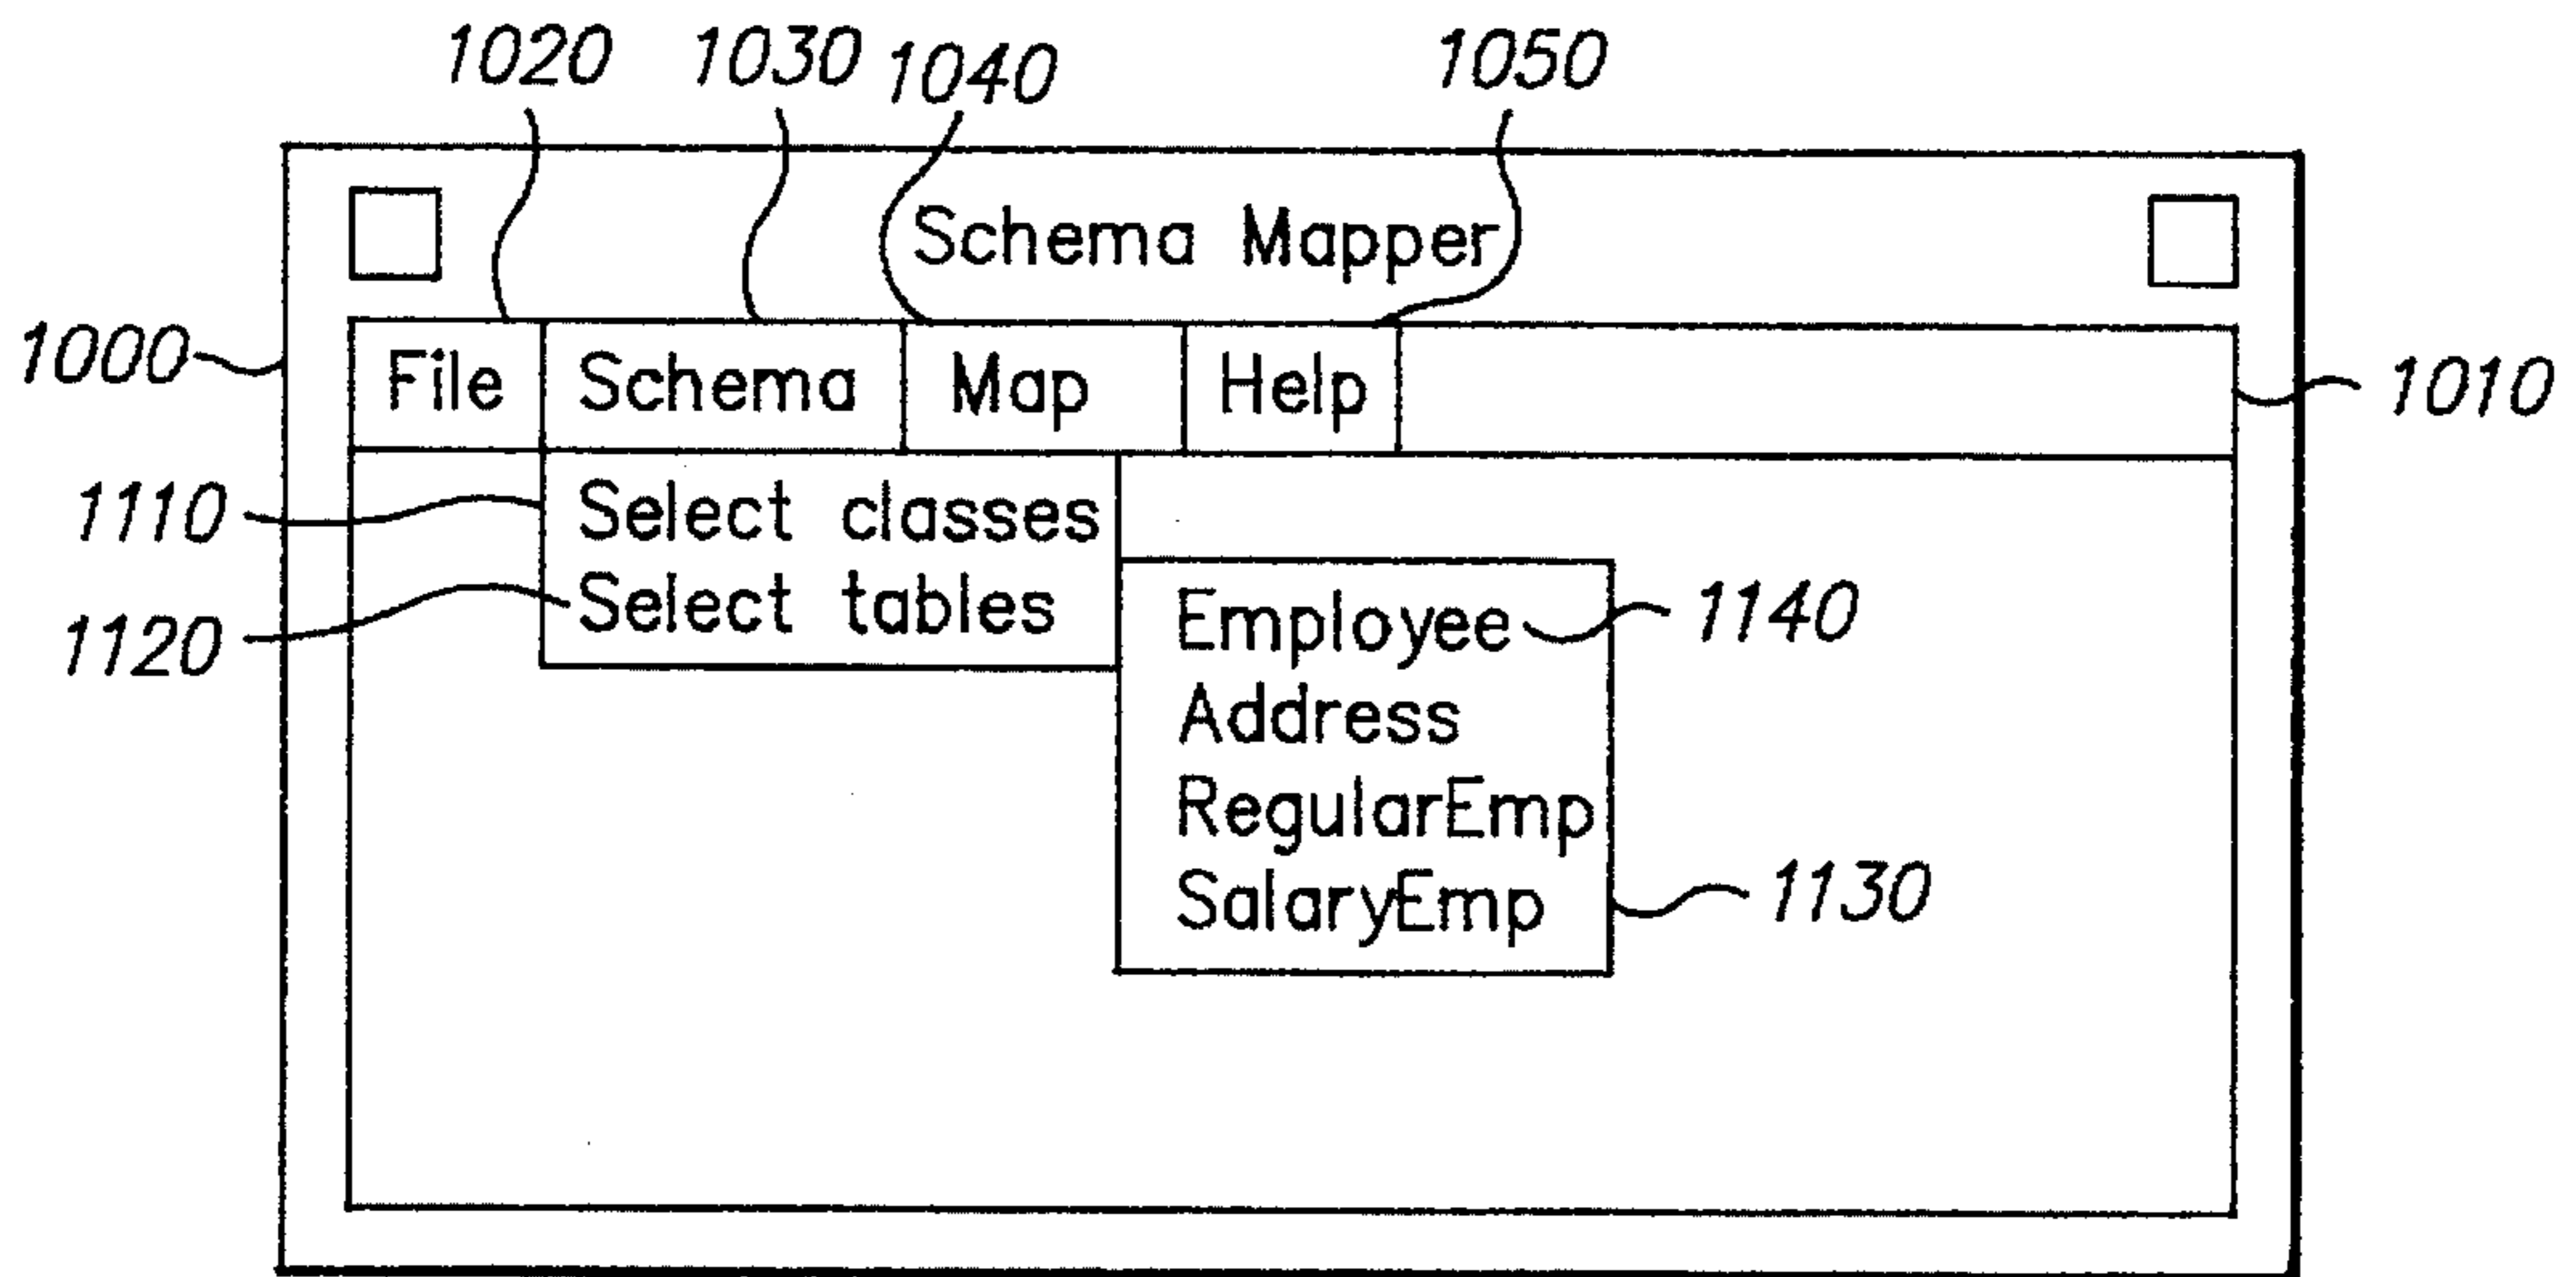 1020 1030 1040 1050
Schema Mapper
1000 File Schema Map Help 1010
1110 Select classes
1120 Select tables
Employee 1140
Address
RegularEmp
SalaryEmp 1130